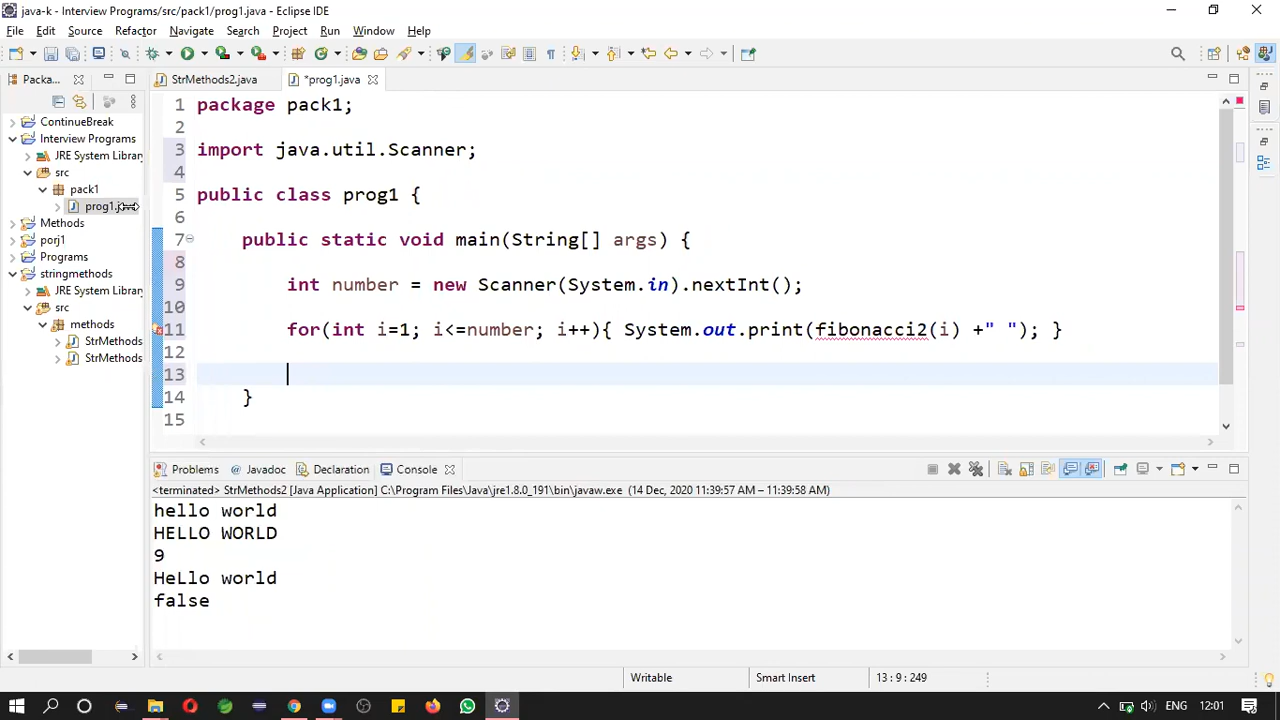 java-k - Interview Programs/src/pack1/prog1.java - Eclipse IDE
File Edit Source Refactor Navigate Search Project Run Window Help
Packa...
StrMethods2.java
*prog1.java
ContinueBreak
Interview Programs
JRE System Library
src
pack1
prog1.
Methods
porj1
Programs
stringmethods
JRE System Library
src
methods
StrMethods
StrMethods
1 package pack1;
2
3 import java.util.Scanner;
4
5 public class prog1 {
6
7 public static void main(String[] args) {
8
9 int number = new Scanner(System.in).nextInt();
10
11 for(int i=1; i<=number; i++){ System.out.print(fibonacci2(i) +" "); }
12
13
14 }
15
Problems Javadoc Declaration Console
<terminated> StrMethods2 [Java Application] C:\Program Files\Java\jre1.8.0_191\bin\javaw.exe (14 Dec, 2020 11:39:57 AM – 11:39:58 AM)
hello world
HELLO WORLD
9
HeLlo world
false
Writable Smart Insert 13 : 9 : 249
ENG 12:01